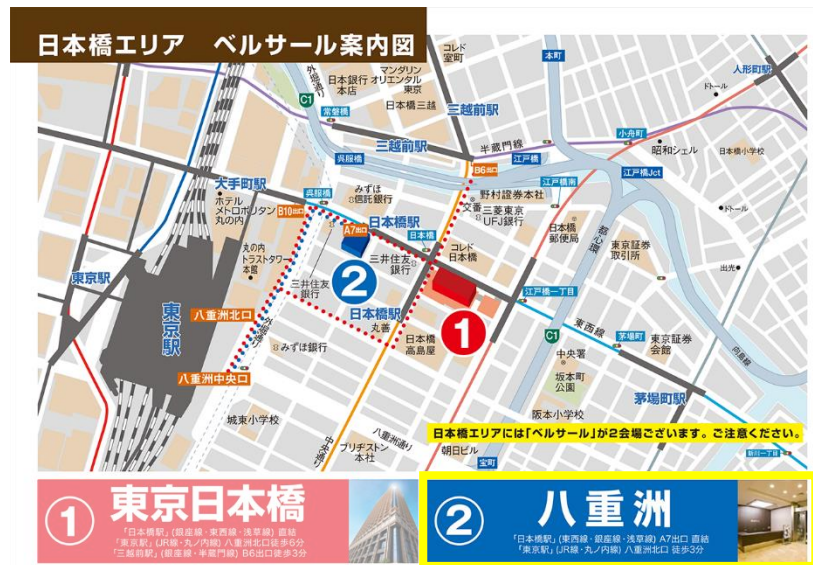 日本橋エリア　ベルサール案内図
コレド
室町
本町
人形町駅
外堀通り
日本銀行
本店
マンダリン
オリエンタル
東京
日本橋三越
三越前駅
ドトール
C1
常盤橋
三越前駅
半蔵門線
小舟町
昭和シェル
日本橋小学校
呉服橋
江戸橋
B6出口
江戸橋Jct
大手町駅
呉服橋
みずほ
信託銀行
野村證券本社
江戸橋南
ホテル
メトロポリタン
丸の内
B10出口
日本橋駅
交番
三菱東京
UFJ銀行
ドトール
A7出口
日本橋
日本橋
郵便局
都心環
丸の内
トラストタワー
本館
②
三井住友
銀行
コレド
日本橋
東京証券
取引所
東京駅
三井住友
銀行
出光
江戸橋一丁目
八重洲北口
日本橋駅
丸善
①
東西線
東京駅
外堀通り
みずほ銀行
日本橋
高島屋
C1
茅場町
東京証券
会館
向島線
八重洲中央口
中央署
坂本町
公園
茅場町駅
城東小学校
阪本小学校
八重洲通り
中央通り
ブリヂストン
本社
日本橋エリアには「ベルサール」が2会場ございます。ご注意ください。
朝日ビル
宝町
新川一丁目
① 東京日本橋
「日本橋駅」(銀座線・東西線・浅草線) 直結
「東京駅」(JR線・丸ノ内線) 八重洲北口徒歩6分
「三越前駅」(銀座線・半蔵門線) B6出口徒歩3分
② 八重洲
「日本橋駅」(東西線・銀座線・浅草線) A7出口 直結
「東京駅」(JR線・丸ノ内線) 八重洲北口 徒歩3分